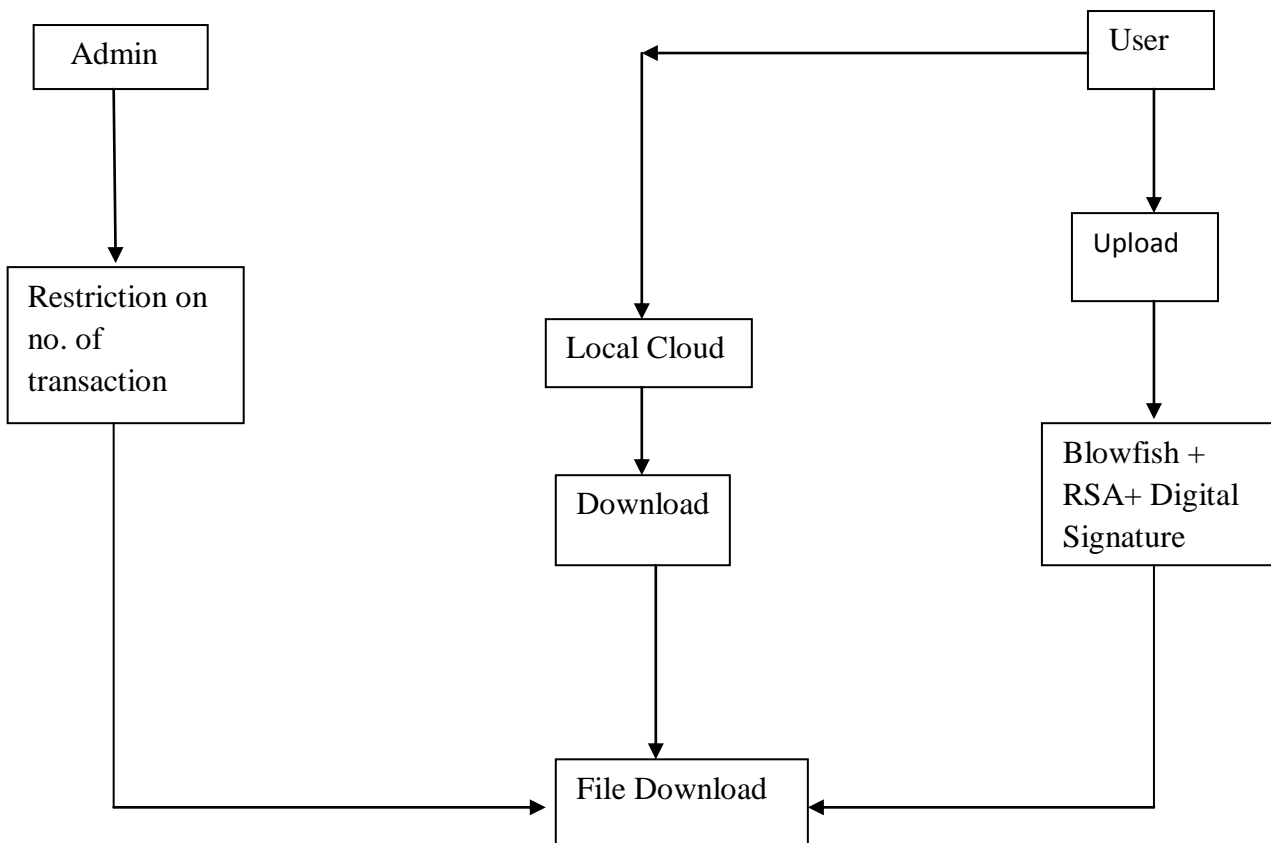 Admin
User
Upload
Restriction on
no. of
transaction
Local Cloud
Blowfish +
RSA+ Digital
Signature
Download
File Download